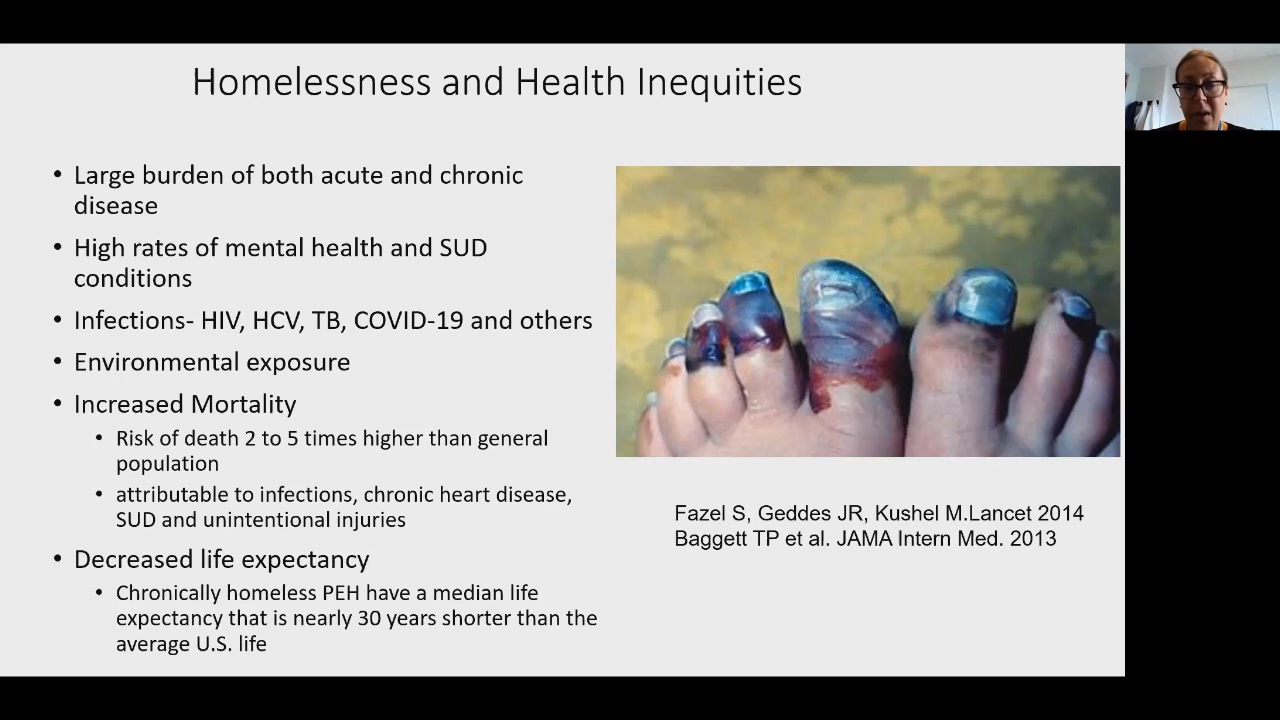 Homelessness and Health Inequities
• Large burden of both acute and chronic
disease
• High rates of mental health and SUD
conditions
• Infections- HIV, HCV, TB, COVID-19 and others
• Environmental exposure
• Increased Mortality
• Risk of death 2 to 5 times higher than general
population
• attributable to infections, chronic heart disease,
SUD and unintentional injuries
• Decreased life expectancy
• Chronically homeless PEH have a median life
expectancy that is nearly 30 years shorter than the
average U.S. life
Fazel S, Geddes JR, Kushel M.Lancet 2014
Baggett TP et al. JAMA Intern Med. 2013